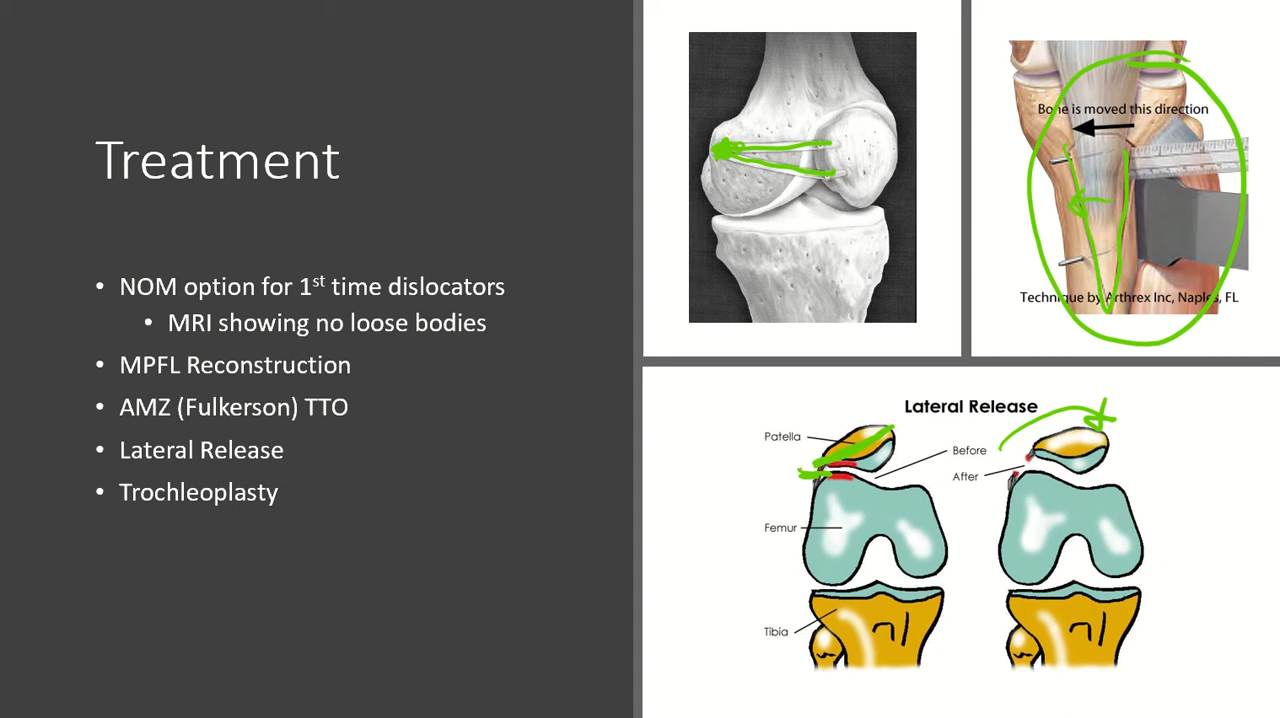 Treatment
• NOM option for 1st time dislocators
• MRI showing no loose bodies
• MPFL Reconstruction
• AMZ (Fulkerson) TTO
• Lateral Release
• Trochleoplasty
Bone is moved this direction
Technique by Arthrex Inc, Naples, FL
Lateral Release
Patella
Before
After
Femur
Tibia